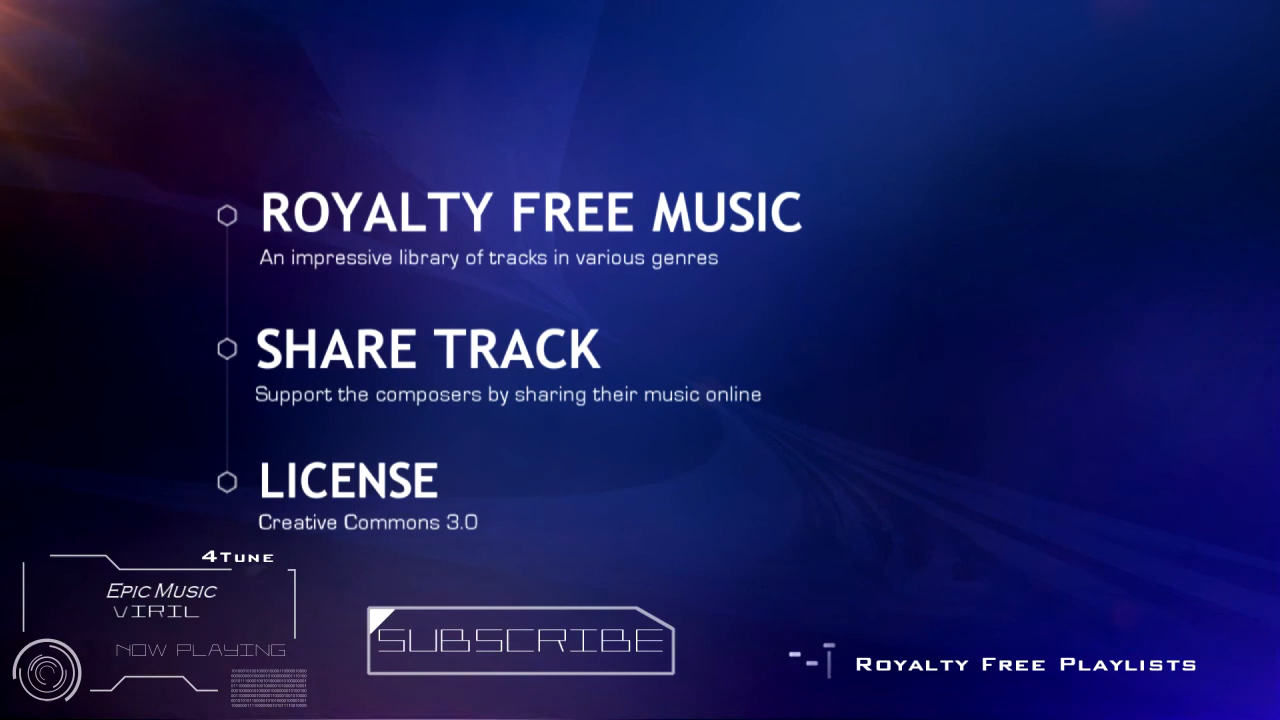 ROYALTY FREE MUSIC
An impressive library of tracks in various genres
SHARE TRACK
Support the composers by sharing their music online
LICENSE
Creative Commons 3.0
4Tune
Epic Music
VIRIL
NOW PLAYING
SUBSCRIBE
Royalty Free Playlists